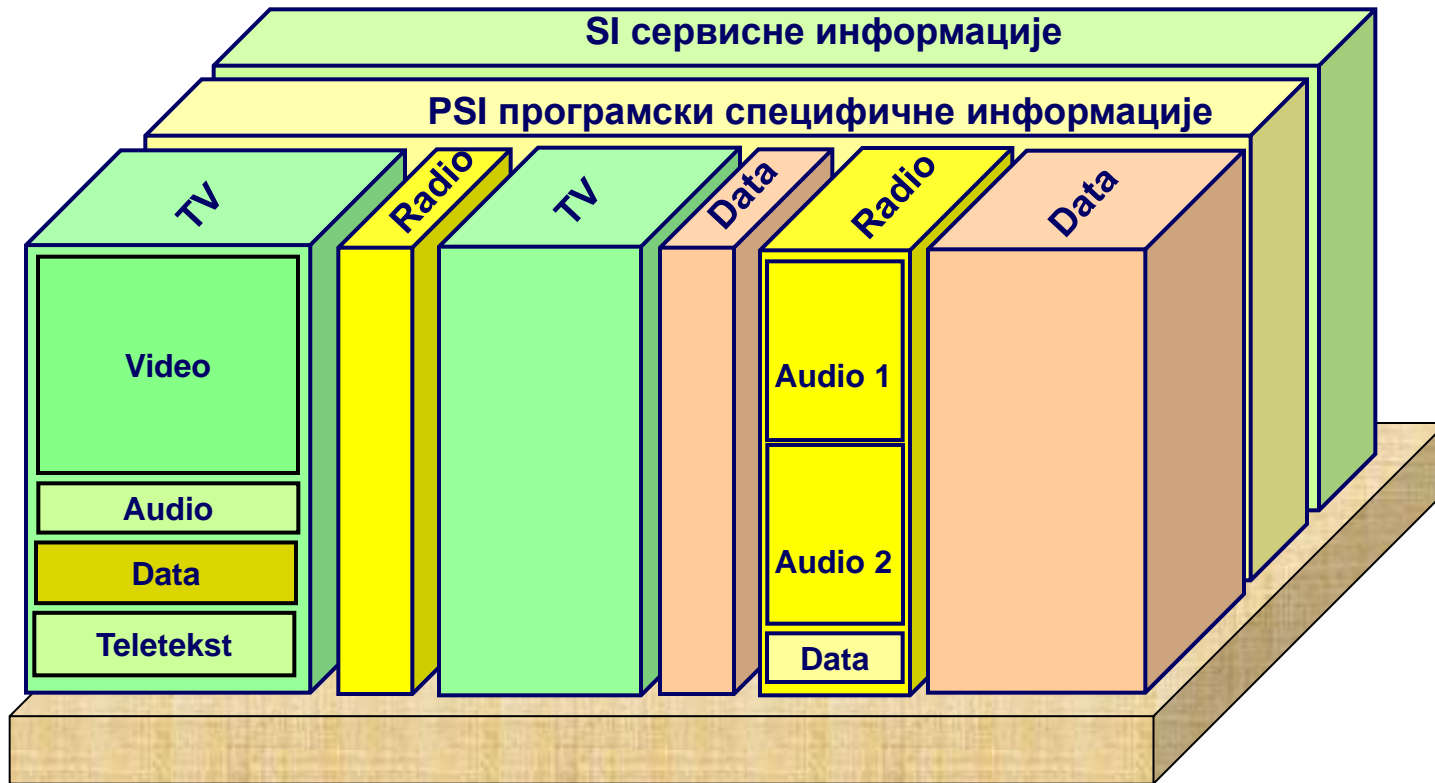 SI сервисне информације
PSI програмски специфичне информације
TV
Radio
TV
Data
Radio
Data
Video
Audio
Data
Teletekst
Audio 1
Audio 2
Data